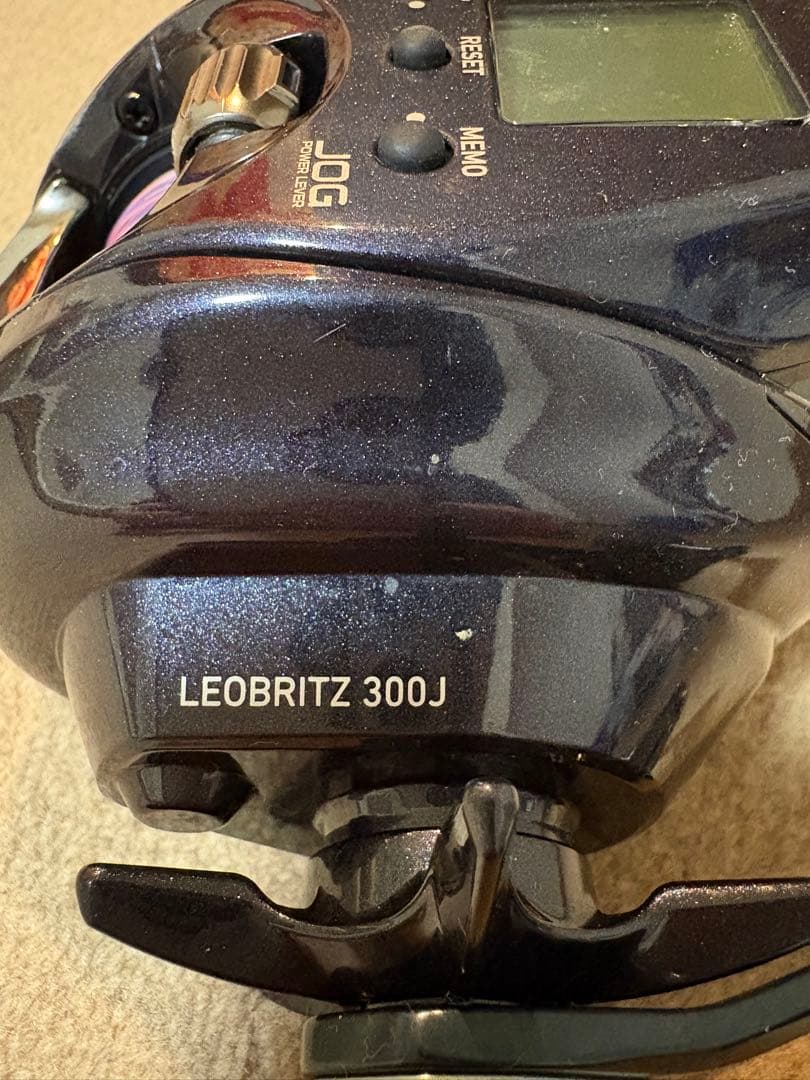 RESET
MEMO
JOG
POWER LEVER
LEOBRITZ 300J